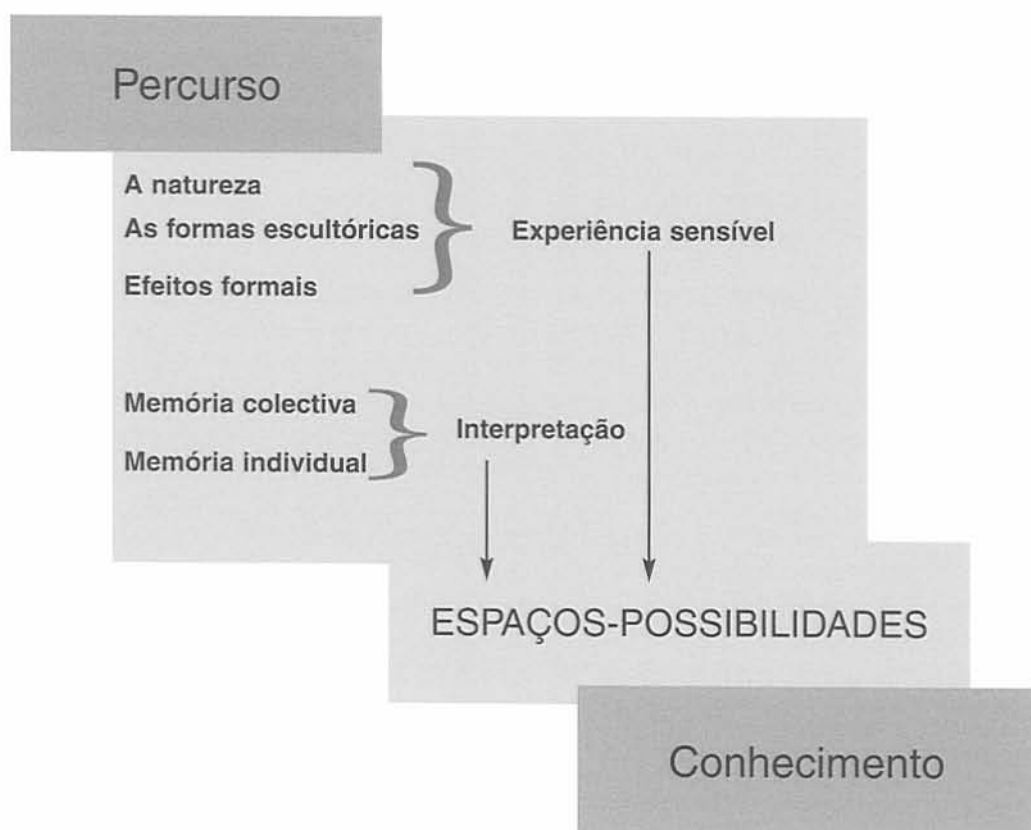 Percurso
A natureza
As formas escultóricas
Experiência sensível
Efeitos formais
Memória colectiva
Interpretação
Memória individual
ESPAÇOS-POSSIBILIDADES
Conhecimento